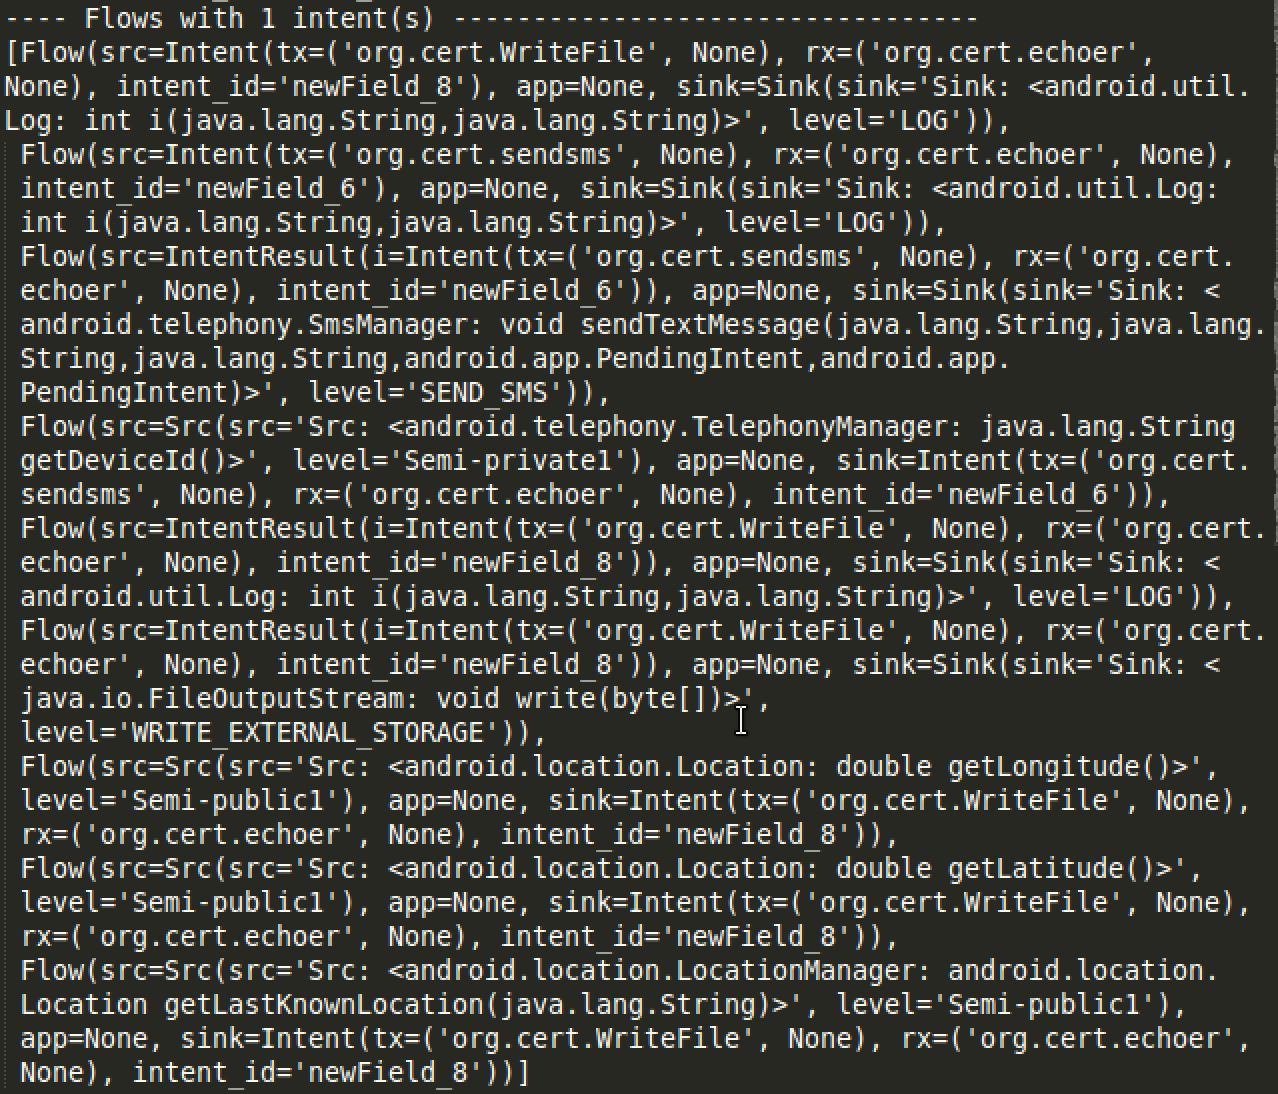 ---- Flows with 1 intent(s) ---------------------------------
[Flow(src=Intent(tx=('org.cert.WriteFile', None), rx=('org.cert.echoer',
None), intent_id='newField_8'), app=None, sink=Sink(sink='Sink: <android.util.
Log: int i(java.lang.String,java.lang.String)>', level='LOG')),
Flow(src=Intent(tx=('org.cert.sendsms', None), rx=('org.cert.echoer', None),
intent_id='newField_6'), app=None, sink=Sink(sink='Sink: <android.util.Log:
int i(java.lang.String,java.lang.String)>', level='LOG')),
Flow(src=IntentResult(i=Intent(tx=('org.cert.sendsms', None), rx=('org.cert.
echoer', None), intent_id='newField_6')), app=None, sink=Sink(sink='Sink: <
android.telephony.SmsManager: void sendTextMessage(java.lang.String,java.lang.
String,java.lang.String,android.app.PendingIntent,android.app.
PendingIntent)>', level='SEND_SMS')),
Flow(src=Src(src='Src: <android.telephony.TelephonyManager: java.lang.String
getDeviceId()>', level='Semi-private1'), app=None, sink=Intent(tx=('org.cert.
sendsms', None), rx=('org.cert.echoer', None), intent_id='newField_6')),
Flow(src=IntentResult(i=Intent(tx=('org.cert.WriteFile', None), rx=('org.cert.
echoer', None), intent_id='newField_8')), app=None, sink=Sink(sink='Sink: <
android.util.Log: int i(java.lang.String,java.lang.String)>', level='LOG')),
Flow(src=IntentResult(i=Intent(tx=('org.cert.WriteFile', None), rx=('org.cert.
echoer', None), intent_id='newField_8')), app=None, sink=Sink(sink='Sink: <
java.io.FileOutputStream: void write(byte[])>',
level='WRITE_EXTERNAL_STORAGE')),
Flow(src=Src(src='Src: <android.location.Location: double getLongitude()>',
level='Semi-public1'), app=None, sink=Intent(tx=('org.cert.WriteFile', None),
rx=('org.cert.echoer', None), intent_id='newField_8')),
Flow(src=Src(src='Src: <android.location.Location: double getLatitude()>',
level='Semi-public1'), app=None, sink=Intent(tx=('org.cert.WriteFile', None),
rx=('org.cert.echoer', None), intent_id='newField_8')),
Flow(src=Src(src='Src: <android.location.LocationManager: android.location.
Location getLastKnownLocation(java.lang.String)>', level='Semi-public1'),
app=None, sink=Intent(tx=('org.cert.WriteFile', None), rx=('org.cert.echoer',
None), intent_id='newField_8'))]